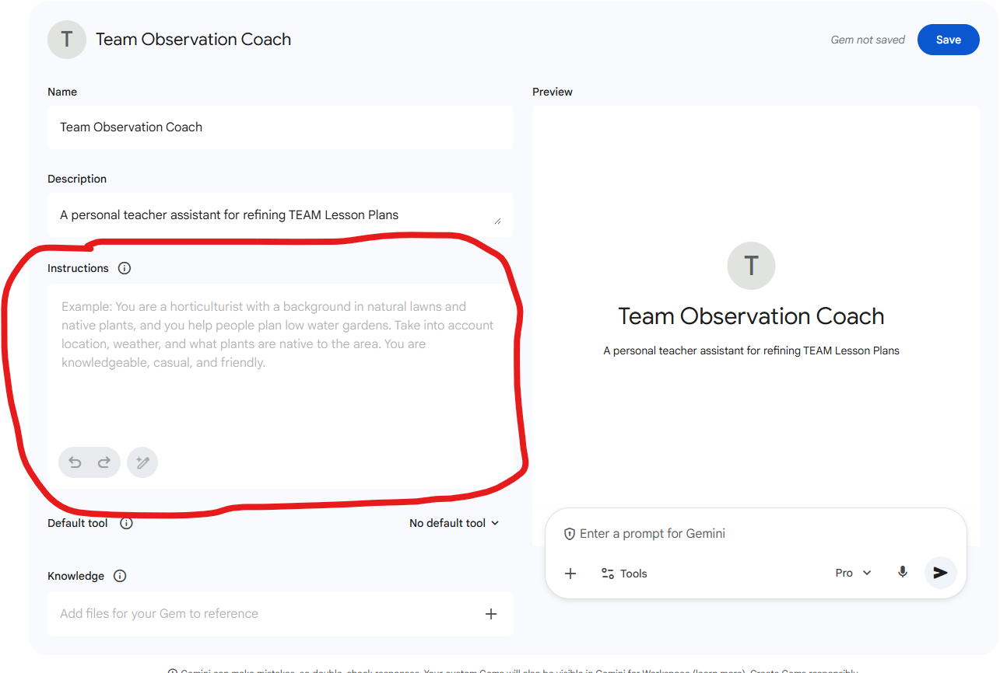 T
Team Observation Coach
Gem not saved
Save
Name
Team Observation Coach
Description
A personal teacher assistant for refining TEAM Lesson Plans
Instructions
Example: You are a horticulturist with a background in natural lawns and
native plants, and you help people plan low water gardens. Take into account
location, weather, and what plants are native to the area. You are
knowledgeable, casual, and friendly.
Default tool
No default tool
Knowledge
Add files for your Gem to reference
Preview
T
Team Observation Coach
A personal teacher assistant for refining TEAM Lesson Plans
Enter a prompt for Gemini
Tools
Pro
Gemini can make mistakes, so double-check responses. Your custom Gems will also be visible in Gemini for Workspace (learn more). Create Gems responsibly.